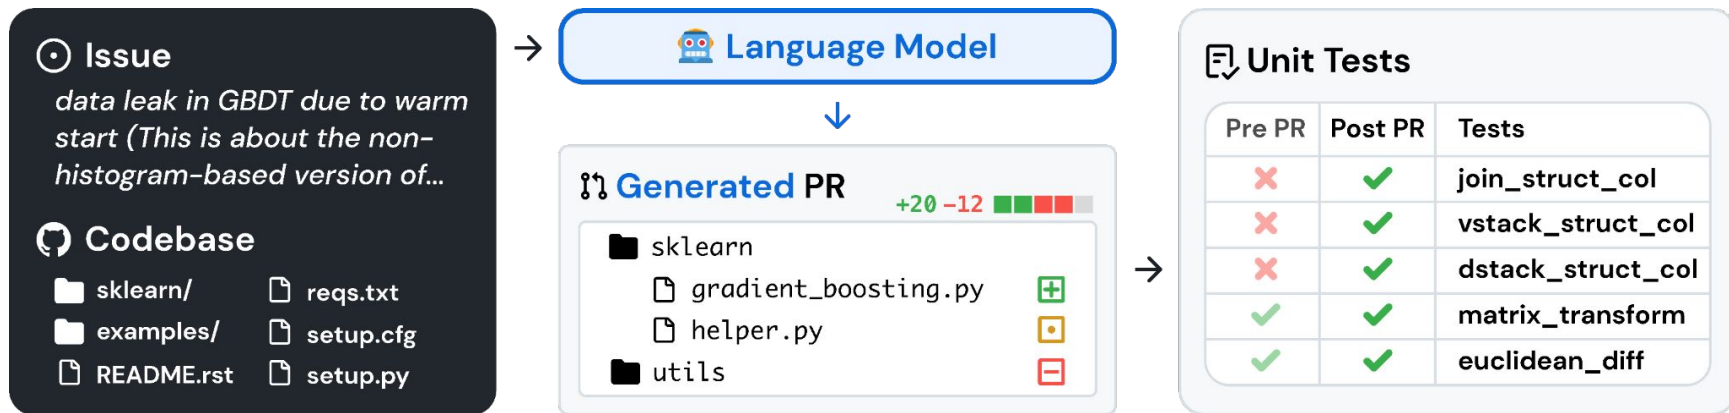 Issue
data leak in GBDT due to warm
start (This is about the non-
histogram-based version of...
Codebase
sklearn/
reqs.txt
examples/
setup.cfg
README.rst
setup.py
Language Model
Generated PR
+20 -12
sklearn
gradient_boosting.py
helper.py
utils
Unit Tests
Pre PR Post PR Tests
join_struct_col
vstack_struct_col
dstack_struct_col
matrix_transform
euclidean_diff